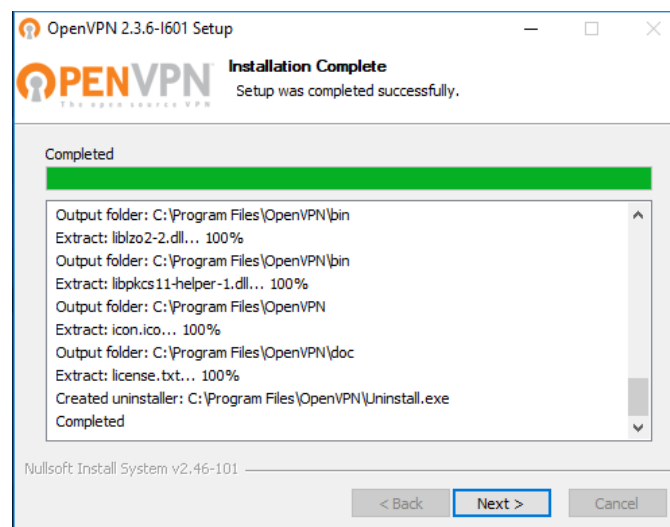 OpenVPN 2.3.6-I601 Setup
OPENVPN
The open source VPN
Installation Complete
Setup was completed successfully.
Completed
Output folder: C:\Program Files\OpenVPN\bin
Extract: liblzo2-2.dll... 100%
Output folder: C:\Program Files\OpenVPN\bin
Extract: libpkcs11-helper-1.dll... 100%
Output folder: C:\Program Files\OpenVPN
Extract: icon.ico... 100%
Output folder: C:\Program Files\OpenVPN\doc
Extract: license.txt... 100%
Created uninstaller: C:\Program Files\OpenVPN\Uninstall.exe
Completed
Nullsoft Install System v2.46-101
< Back Next > Cancel